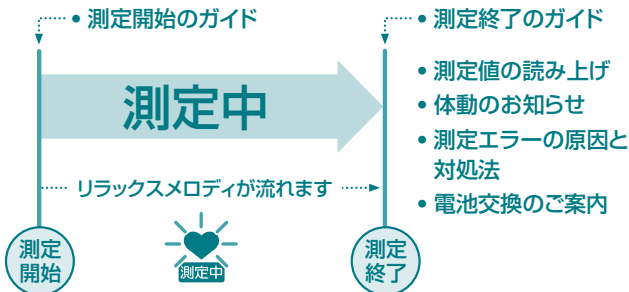 • 測定開始のガイド
• 測定終了のガイド
測定中
• 測定値の読み上げ
• 体動のお知らせ
• 測定エラーの原因と
対処法
• 電池交換のご案内
リラックスメロディが流れます
測定中
測定
開始
測定
終了